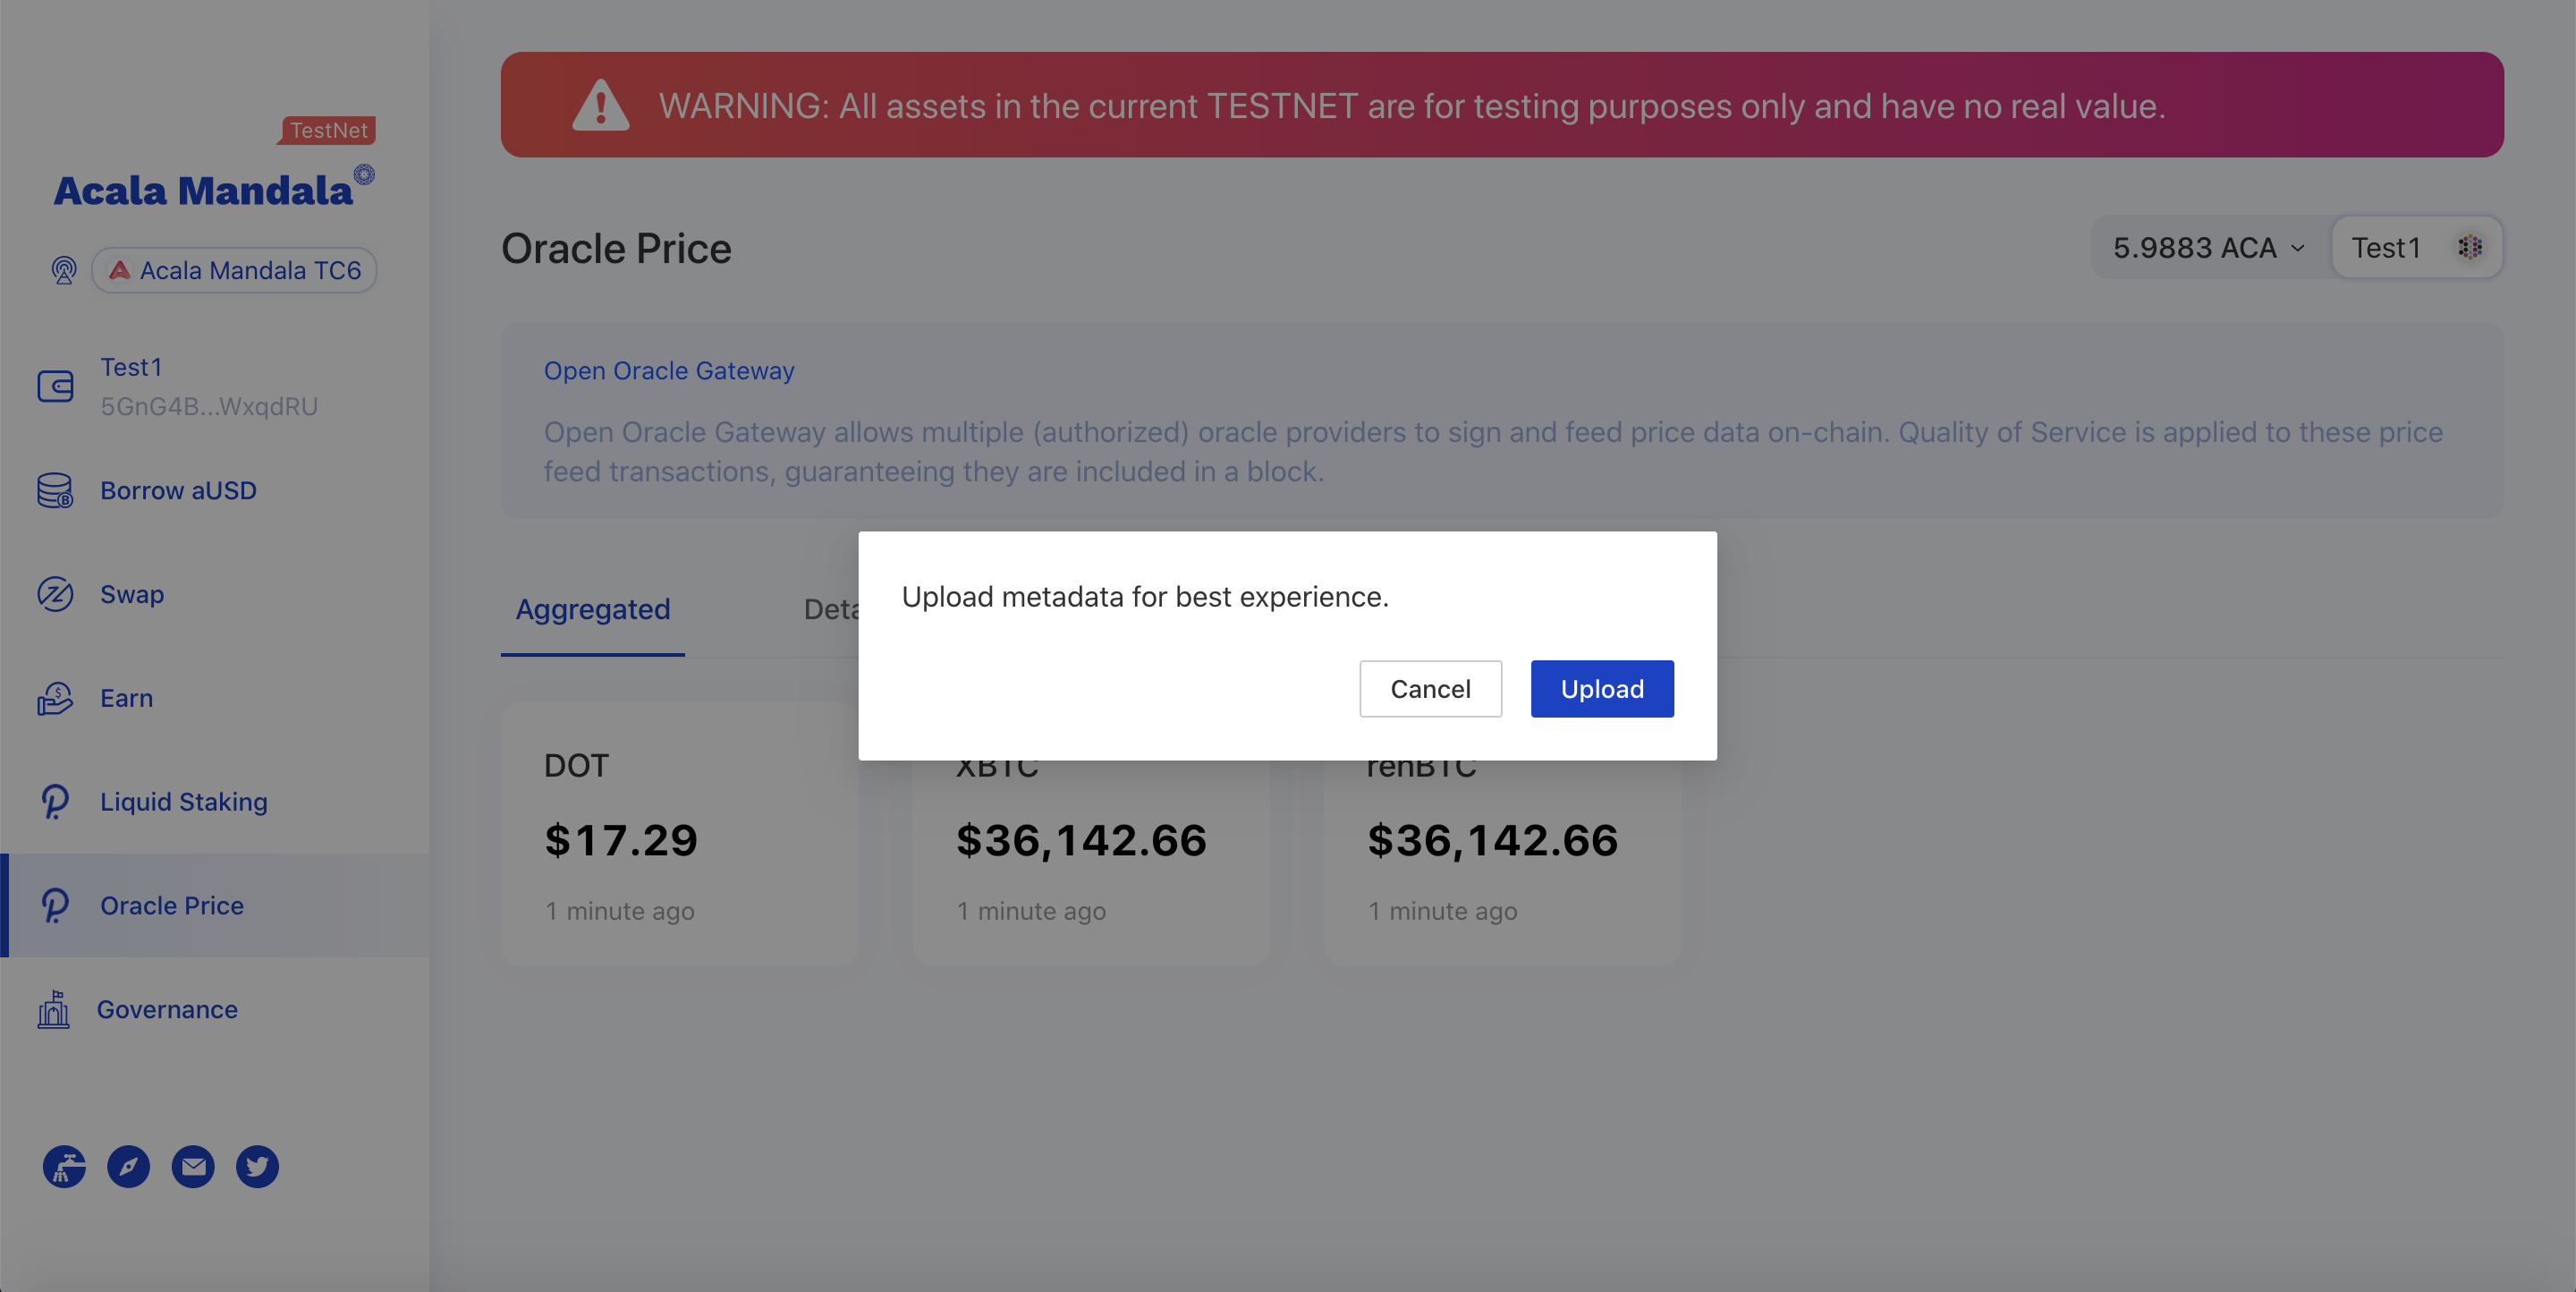 TestNet
Acala Mandala
Acala Mandala TC6
Test1
5GnG4B...WxqdRU
Borrow aUSD
Swap
Earn
Liquid Staking
Oracle Price
Governance
WARNING: All assets in the current TESTNET are for testing purposes only and have no real value.
Oracle Price
5.9883 ACA
Test1
Open Oracle Gateway
Open Oracle Gateway allows multiple (authorized) oracle providers to sign and feed price data on-chain. Quality of Service is applied to these price
feed transactions, guaranteeing they are included in a block.
Aggregated
Deta
Upload metadata for best experience.
Cancel
Upload
DOT
$17.29
1 minute ago
XBTC
$36,142.66
1 minute ago
renBTC
$36,142.66
1 minute ago